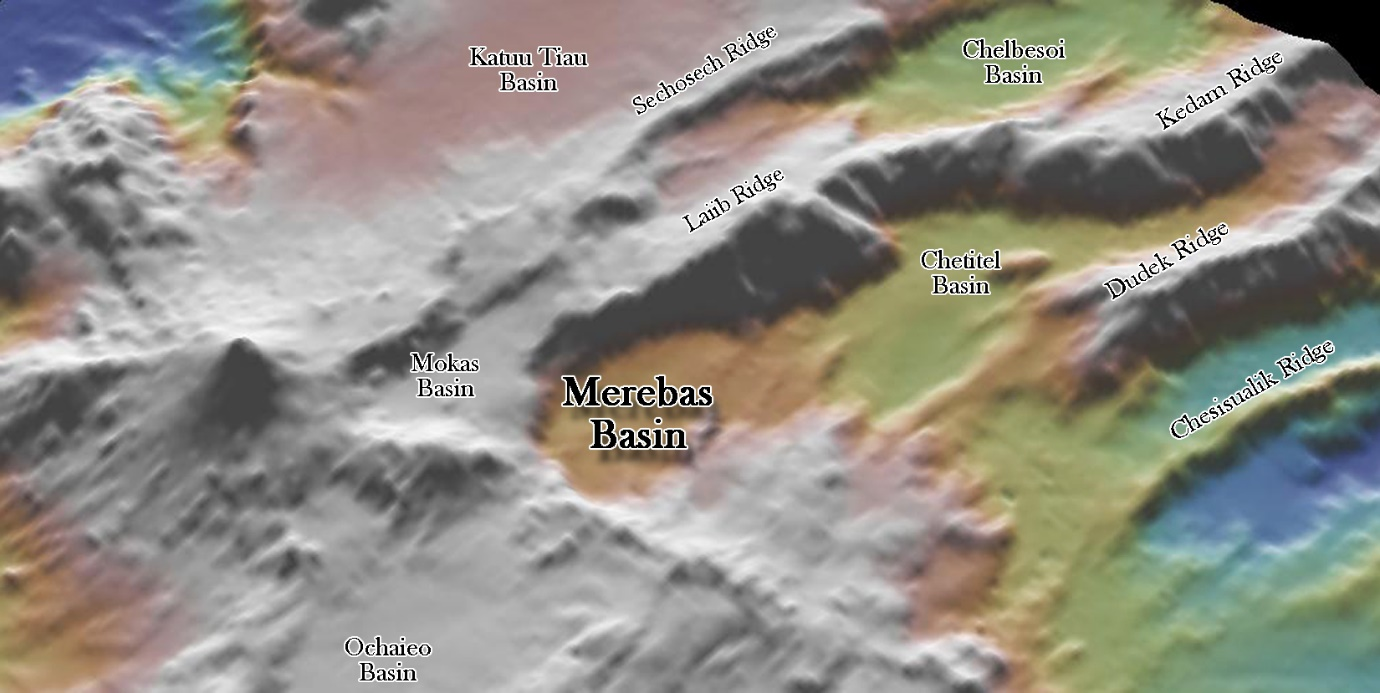 Katuu Tiau
Basin
Sechosech Ridge
Chelbesoi
Basin
Kedam Ridge
Laiib Ridge
Chetitel
Basin
Dudek Ridge
Mokas
Basin
Merebas
Basin
Chesisualik Ridge
Ochaieo
Basin